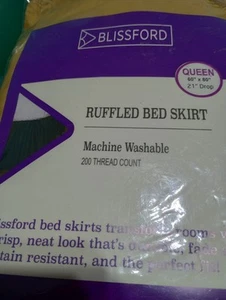 BLISSFORD
QUEEN
60" x 80"
21" Drop
RUFFLED BED SKIRT
Machine Washable
200 THREAD COUNT
issford bed skirts rooms
risp, neat look that's
tain resistant, and the perfect